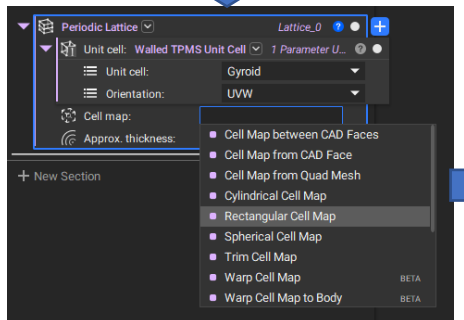 Periodic Lattice Lattice_0 ? +
Unit cell: Walled TPMS Unit Cell 1 Parameter U... ?
Unit cell: Gyroid
Orientation: UVW
Cell map:
Approx. thickness:
Cell Map between CAD Faces
Cell Map from CAD Face
+ New Section
Cell Map from Quad Mesh
Cylindrical Cell Map
Rectangular Cell Map
Spherical Cell Map
Trim Cell Map
Warp Cell Map BETA
Warp Cell Map to Body BETA